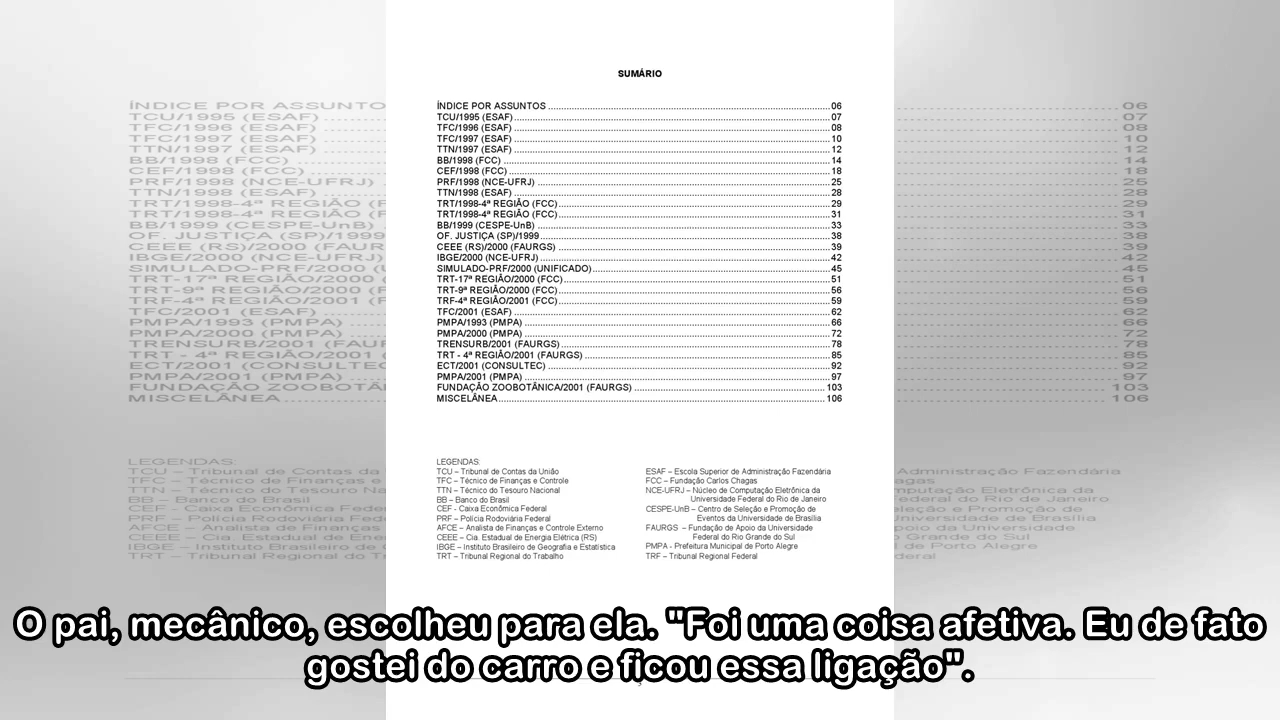 SUMÁRIO
ÍNDICE POR ASSUNTOS ........ 06
TCU/1995 (ESAF) ........ 07
TFC/1996 (ESAF) ........ 08
TFC/1997 (ESAF) ........ 10
TTN/1997 (ESAF) ........ 12
BB/1998 (FCC) ........ 14
CEF/1998 (FCC) ........ 18
PRF/1998 (NCE-UFRJ) ........ 25
TTN/1998 (ESAF) ........ 28
TRT/1998-4ª REGIÃO (FCC) ........ 29
TRT/1998-4ª REGIÃO (FCC) ........ 31
BB/1999 (CESPE-UnB) ........ 33
OF. JUSTIÇA (SP)/1999 ........ 38
CEEE (RS)/2000 (FAURGS) ........ 39
IBGE/2000 (NCE-UFRJ) ........ 42
SIMULADO-PRF/2000 (UNIFICADO) ........ 45
TRT-17ª REGIÃO/2000 (FCC) ........ 51
TRT-9ª REGIÃO/2000 (FCC) ........ 56
TRF-4ª REGIÃO/2001 (FCC) ........ 59
TFC/2001 (ESAF) ........ 62
PMPA/1993 (PMPA) ........ 66
PMPA/2000 (PMPA) ........ 72
TRENSURB/2001 (FAURGS) ........ 78
TRT - 4ª REGIÃO/2001 (FAURGS) ........ 85
ECT/2001 (CONSULTEC) ........ 92
PMPA/2001 (PMPA) ........ 97
FUNDAÇÃO ZOOBOTÂNICA/2001 (FAURGS) ........ 103
MISCELÂNEA ........ 106
LEGENDAS:
TCU – Tribunal de Contas da União
TFC – Técnico de Finanças e Controle
TTN – Técnico do Tesouro Nacional
BB – Banco do Brasil
CEF - Caixa Econômica Federal
PRF – Polícia Rodoviária Federal
AFCE – Analista de Finanças e Controle Externo
CEEE – Cia. Estadual de Energia Elétrica (RS)
IBGE – Instituto Brasileiro de Geografia e Estatística
TRT – Tribunal Regional do Trabalho
ESAF – Escola Superior de Administração Fazendária
FCC – Fundação Carlos Chagas
NCE-UFRJ – Núcleo de Computação Eletrônica da
Universidade Federal do Rio de Janeiro
CESPE-UnB – Centro de Seleção e Promoção de
Eventos da Universidade de Brasília
FAURGS – Fundação de Apoio da Universidade
Federal do Rio Grande do Sul
PMPA - Prefeitura Municipal de Porto Alegre
TRF – Tribunal Regional Federal
O pai, mecânico, escolheu para ela. "Foi uma coisa afetiva. Eu de fato
gostei do carro e ficou essa ligação".